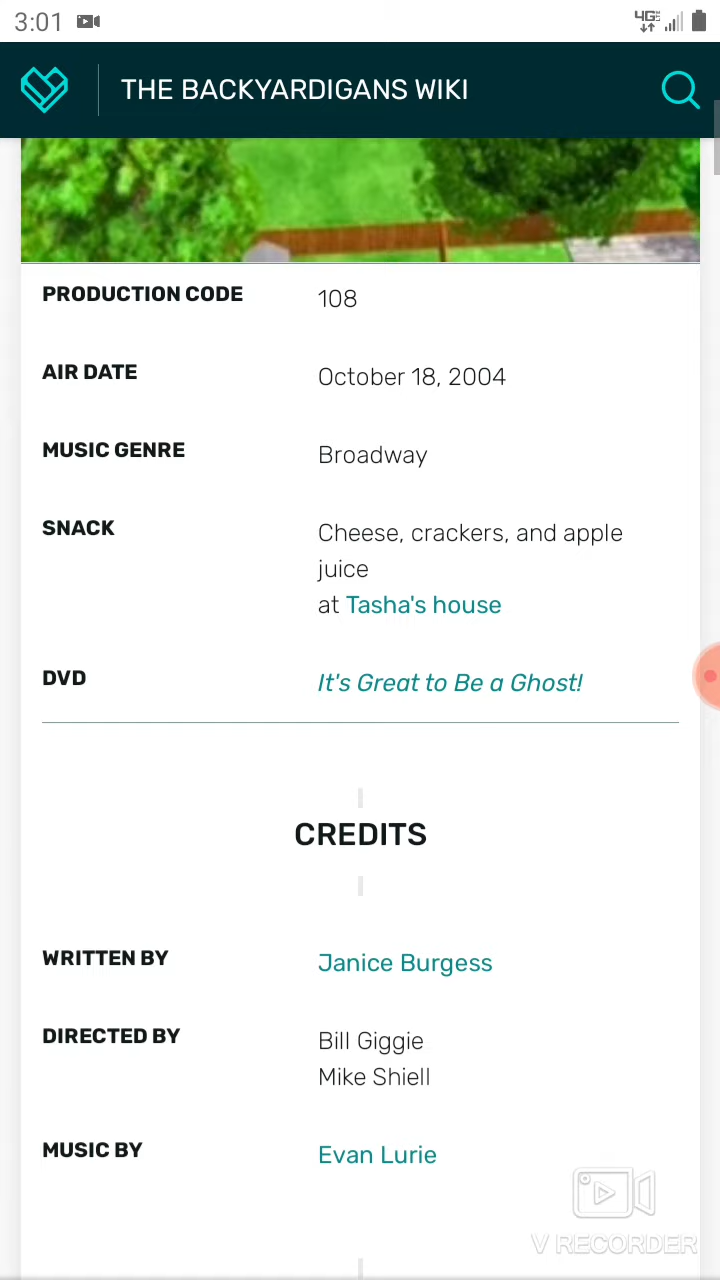 3:01
4G
THE BACKYARDIGANS WIKI
PRODUCTION CODE
108
AIR DATE
October 18, 2004
MUSIC GENRE
Broadway
SNACK
Cheese, crackers, and apple
juice
at Tasha's house
DVD
It's Great to Be a Ghost!
CREDITS
WRITTEN BY
Janice Burgess
DIRECTED BY
Bill Giggie
Mike Shiell
MUSIC BY
Evan Lurie
V RECORDER